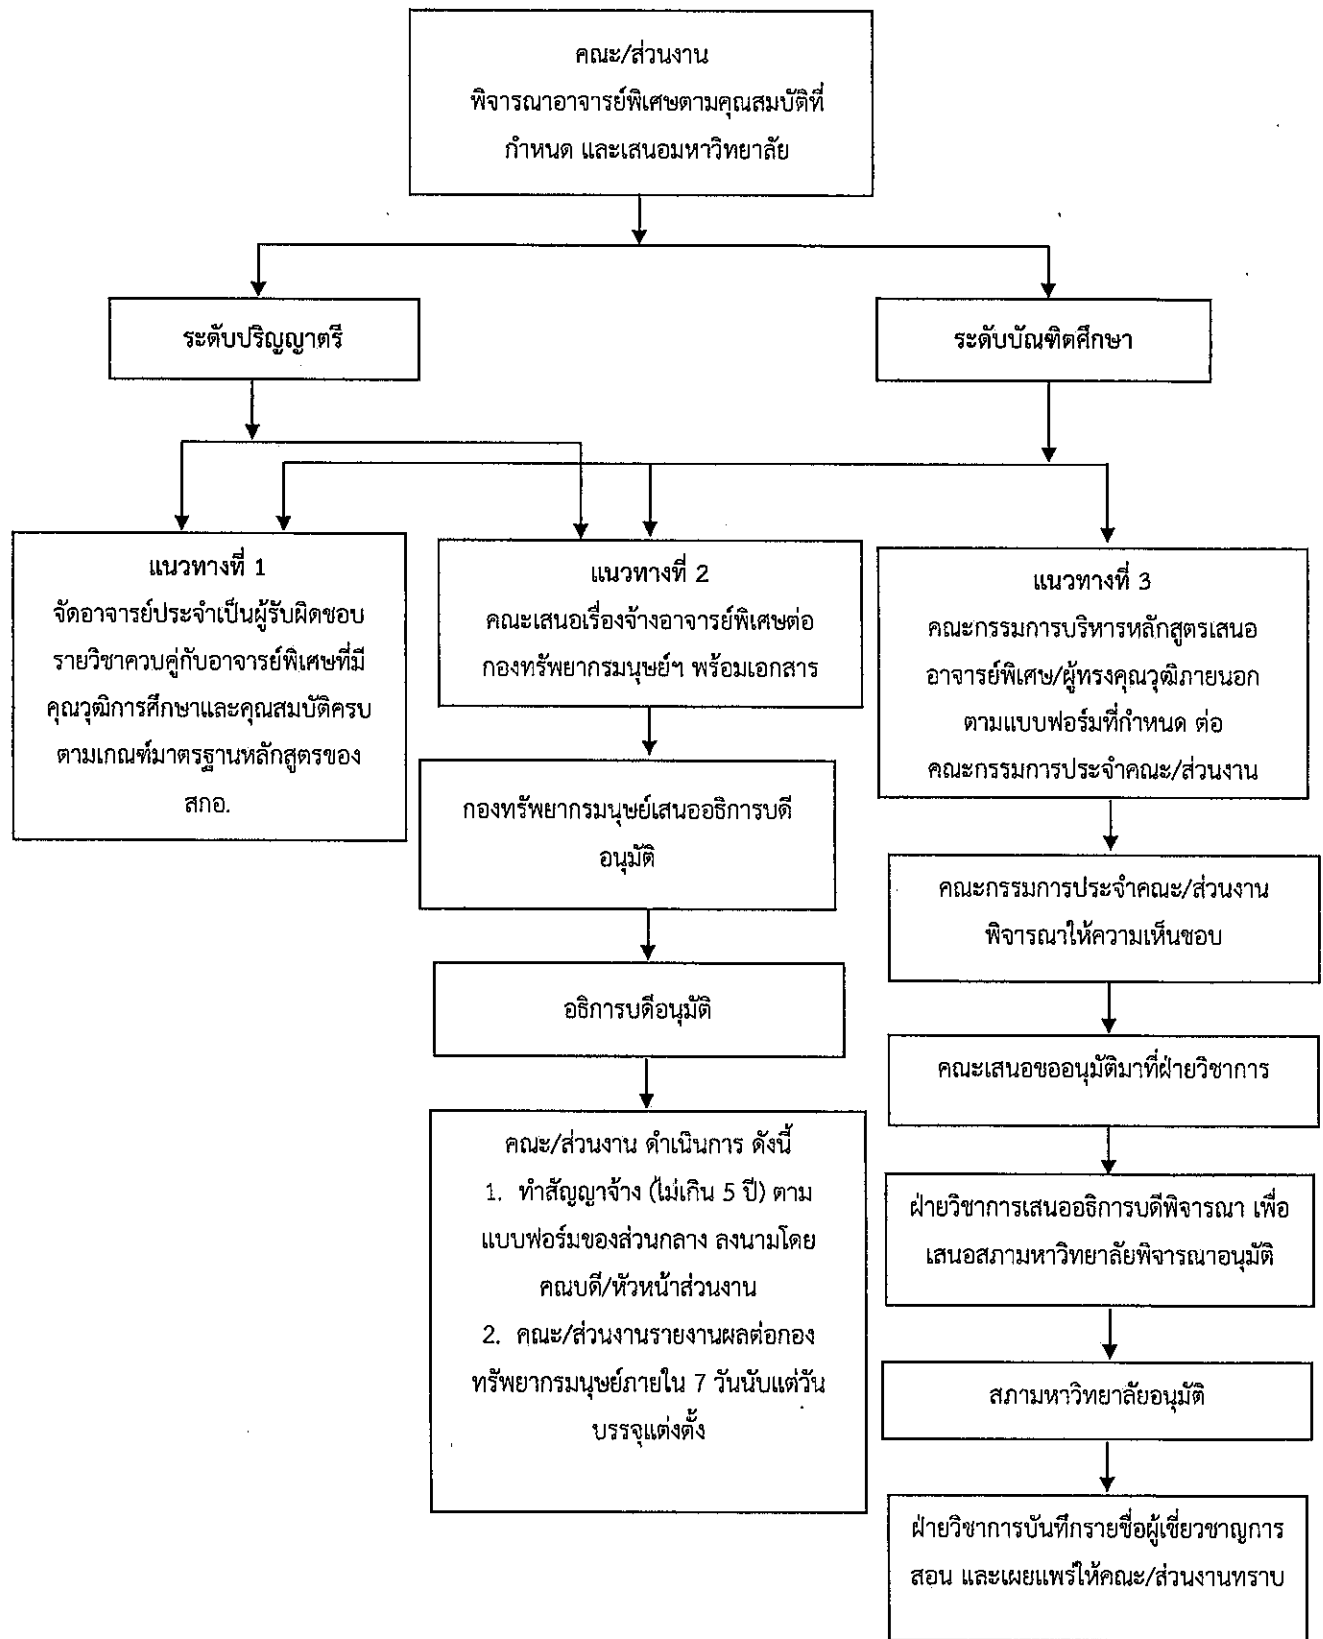 คณะ/ส่วนงาน
พิจารณาอาจารย์พิเศษตามคุณสมบัติที่
กำหนด และเสนอมหาวิทยาลัย
ระดับปริญญาตรี
ระดับบัณฑิตศึกษา
แนวทางที่ 1
จัดอาจารย์ประจำเป็นผู้รับผิดชอบ
รายวิชาควบคู่กับอาจารย์พิเศษที่มี
คุณวุฒิการศึกษาและคุณสมบัติครบ
ตามเกณฑ์มาตรฐานหลักสูตรของ
สกอ.
แนวทางที่ 2
คณะเสนอเรื่องจ้างอาจารย์พิเศษต่อ
กองทรัพยากรมนุษย์ฯ พร้อมเอกสาร
กองทรัพยากรมนุษย์เสนออธิการบดี
อนุมัติ
อธิการบดีอนุมัติ
คณะ/ส่วนงาน ดำเนินการ ดังนี้
1. ทำสัญญาจ้าง (ไม่เกิน 5 ปี) ตาม
แบบฟอร์มของส่วนกลาง ลงนามโดย
คณบดี/หัวหน้าส่วนงาน
2. คณะ/ส่วนงานรายงานผลต่อกอง
ทรัพยากรมนุษย์ภายใน 7 วันนับแต่วัน
บรรจุแต่งตั้ง
แนวทางที่ 3
คณะกรรมการบริหารหลักสูตรเสนอ
อาจารย์พิเศษ/ผู้ทรงคุณวุฒิภายนอก
ตามแบบฟอร์มที่กำหนด ต่อ
คณะกรรมการประจำคณะ/ส่วนงาน
คณะกรรมการประจำคณะ/ส่วนงาน
พิจารณาให้ความเห็นชอบ
คณะเสนอขออนุมัติมาที่ฝ่ายวิชาการ
ฝ่ายวิชาการเสนออธิการบดีพิจารณา เพื่อ
เสนอสภามหาวิทยาลัยพิจารณาอนุมัติ
สภามหาวิทยาลัยอนุมัติ
ฝ่ายวิชาการบันทึกรายชื่อผู้เชี่ยวชาญการ
สอน และเผยแพร่ให้คณะ/ส่วนงานทราบ